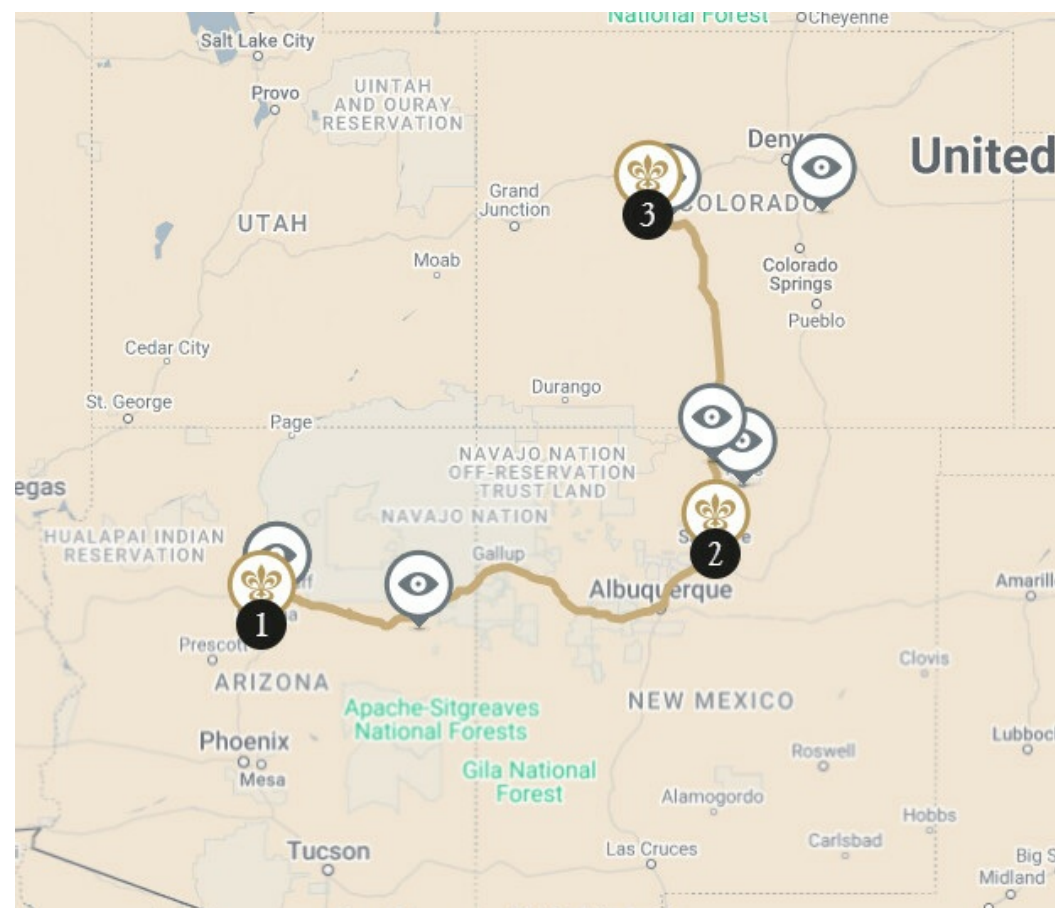 National Forest
Cheyenne
Salt Lake City
Provo
UINTAH
AND OURAY
RESERVATION
United
Grand
Junction
COLORADO
3
UTAH
Moab
Colorado
Springs
Pueblo
Cedar City
Durango
St. George
Page
NAVAJO NATION
OFF-RESERVATION
TRUST LAND
NAVAJO NATION
HUALAPAI INDIAN
RESERVATION
Gallup
2
Albuquerque
Amarill
1
Prescott
ARIZONA
Clovis
NEW MEXICO
Apache-Sitgreaves
National Forests
Phoenix
Mesa
Gila National
Forest
Roswell
Lubboc
Alamogordo
Hobbs
Carlsbad
Las Cruces
Tucson
Big S
Midland